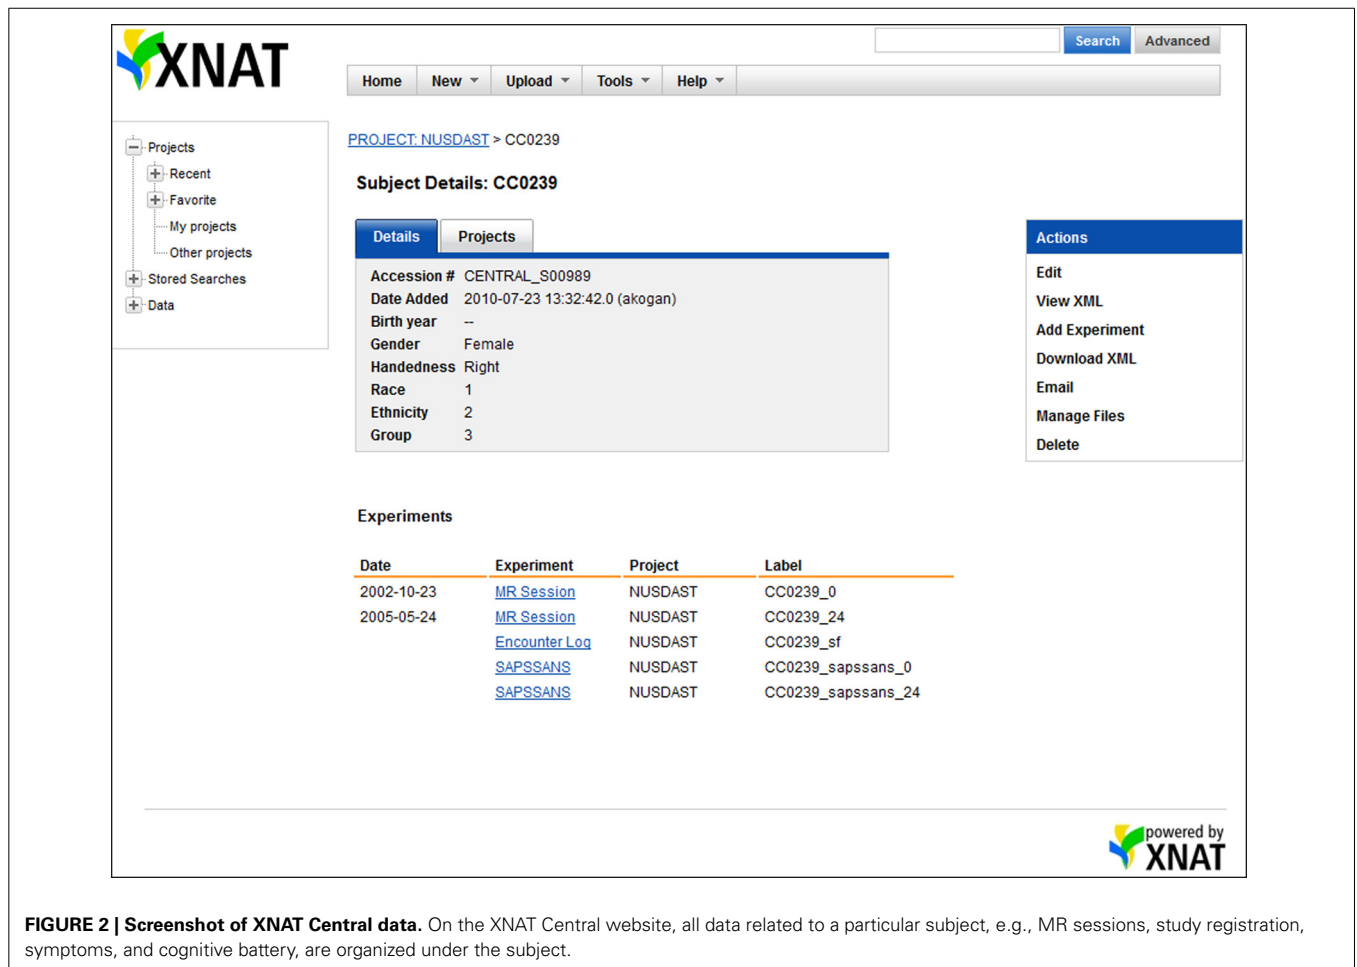 XNAT
Search Advanced
Home New Upload Tools Help
Projects
Recent
Favorite
My projects
Other projects
Stored Searches
Data
PROJECT: NUSDAST > CC0239
Subject Details: CC0239
Details Projects
Accession # CENTRAL_S00989
Date Added 2010-07-23 13:32:42.0 (akogan)
Birth year --
Gender Female
Handedness Right
Race 1
Ethnicity 2
Group 3
Actions
Edit
View XML
Add Experiment
Download XML
Email
Manage Files
Delete
Experiments
Date Experiment Project Label
2002-10-23 MR Session NUSDAST CC0239_0
2005-05-24 MR Session NUSDAST CC0239_24
Encounter Log NUSDAST CC0239_sf
SAPSSANS NUSDAST CC0239_sapssans_0
SAPSSANS NUSDAST CC0239_sapssans_24
powered by
XNAT
FIGURE 2 | Screenshot of XNAT Central data. On the XNAT Central website, all data related to a particular subject, e.g., MR sessions, study registration,
symptoms, and cognitive battery, are organized under the subject.